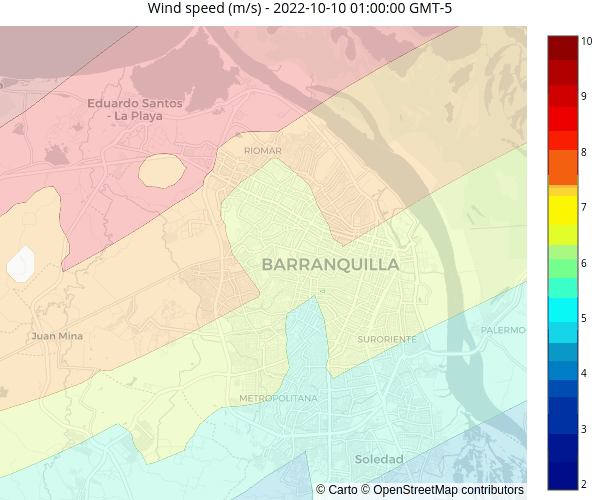 Wind speed (m/s) - 2022-10-10 01:00:00 GMT-5
Eduardo Santos
- La Playa
RIOMAR
BARRANQUILLA
Juan Mina
SURORIENTE
PALERMO
METROPOLITANA
Soledad
© Carto © OpenStreetMap contributors
10
9
8
7
6
5
4
3
2